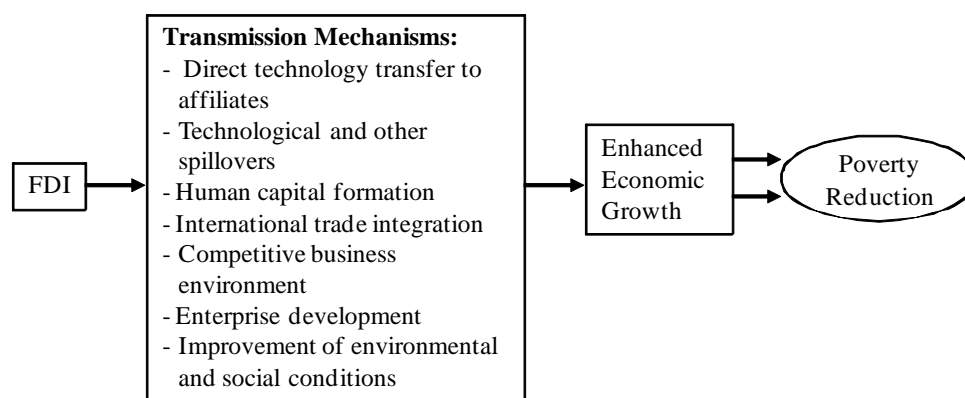 FDI
Transmission Mechanisms:
- Direct technology transfer to
affiliates
- Technological and other
spillovers
- Human capital formation
- International trade integration
- Competitive business
environment
- Enterprise development
- Improvement of environmental
and social conditions
Enhanced
Economic
Growth
Poverty
Reduction